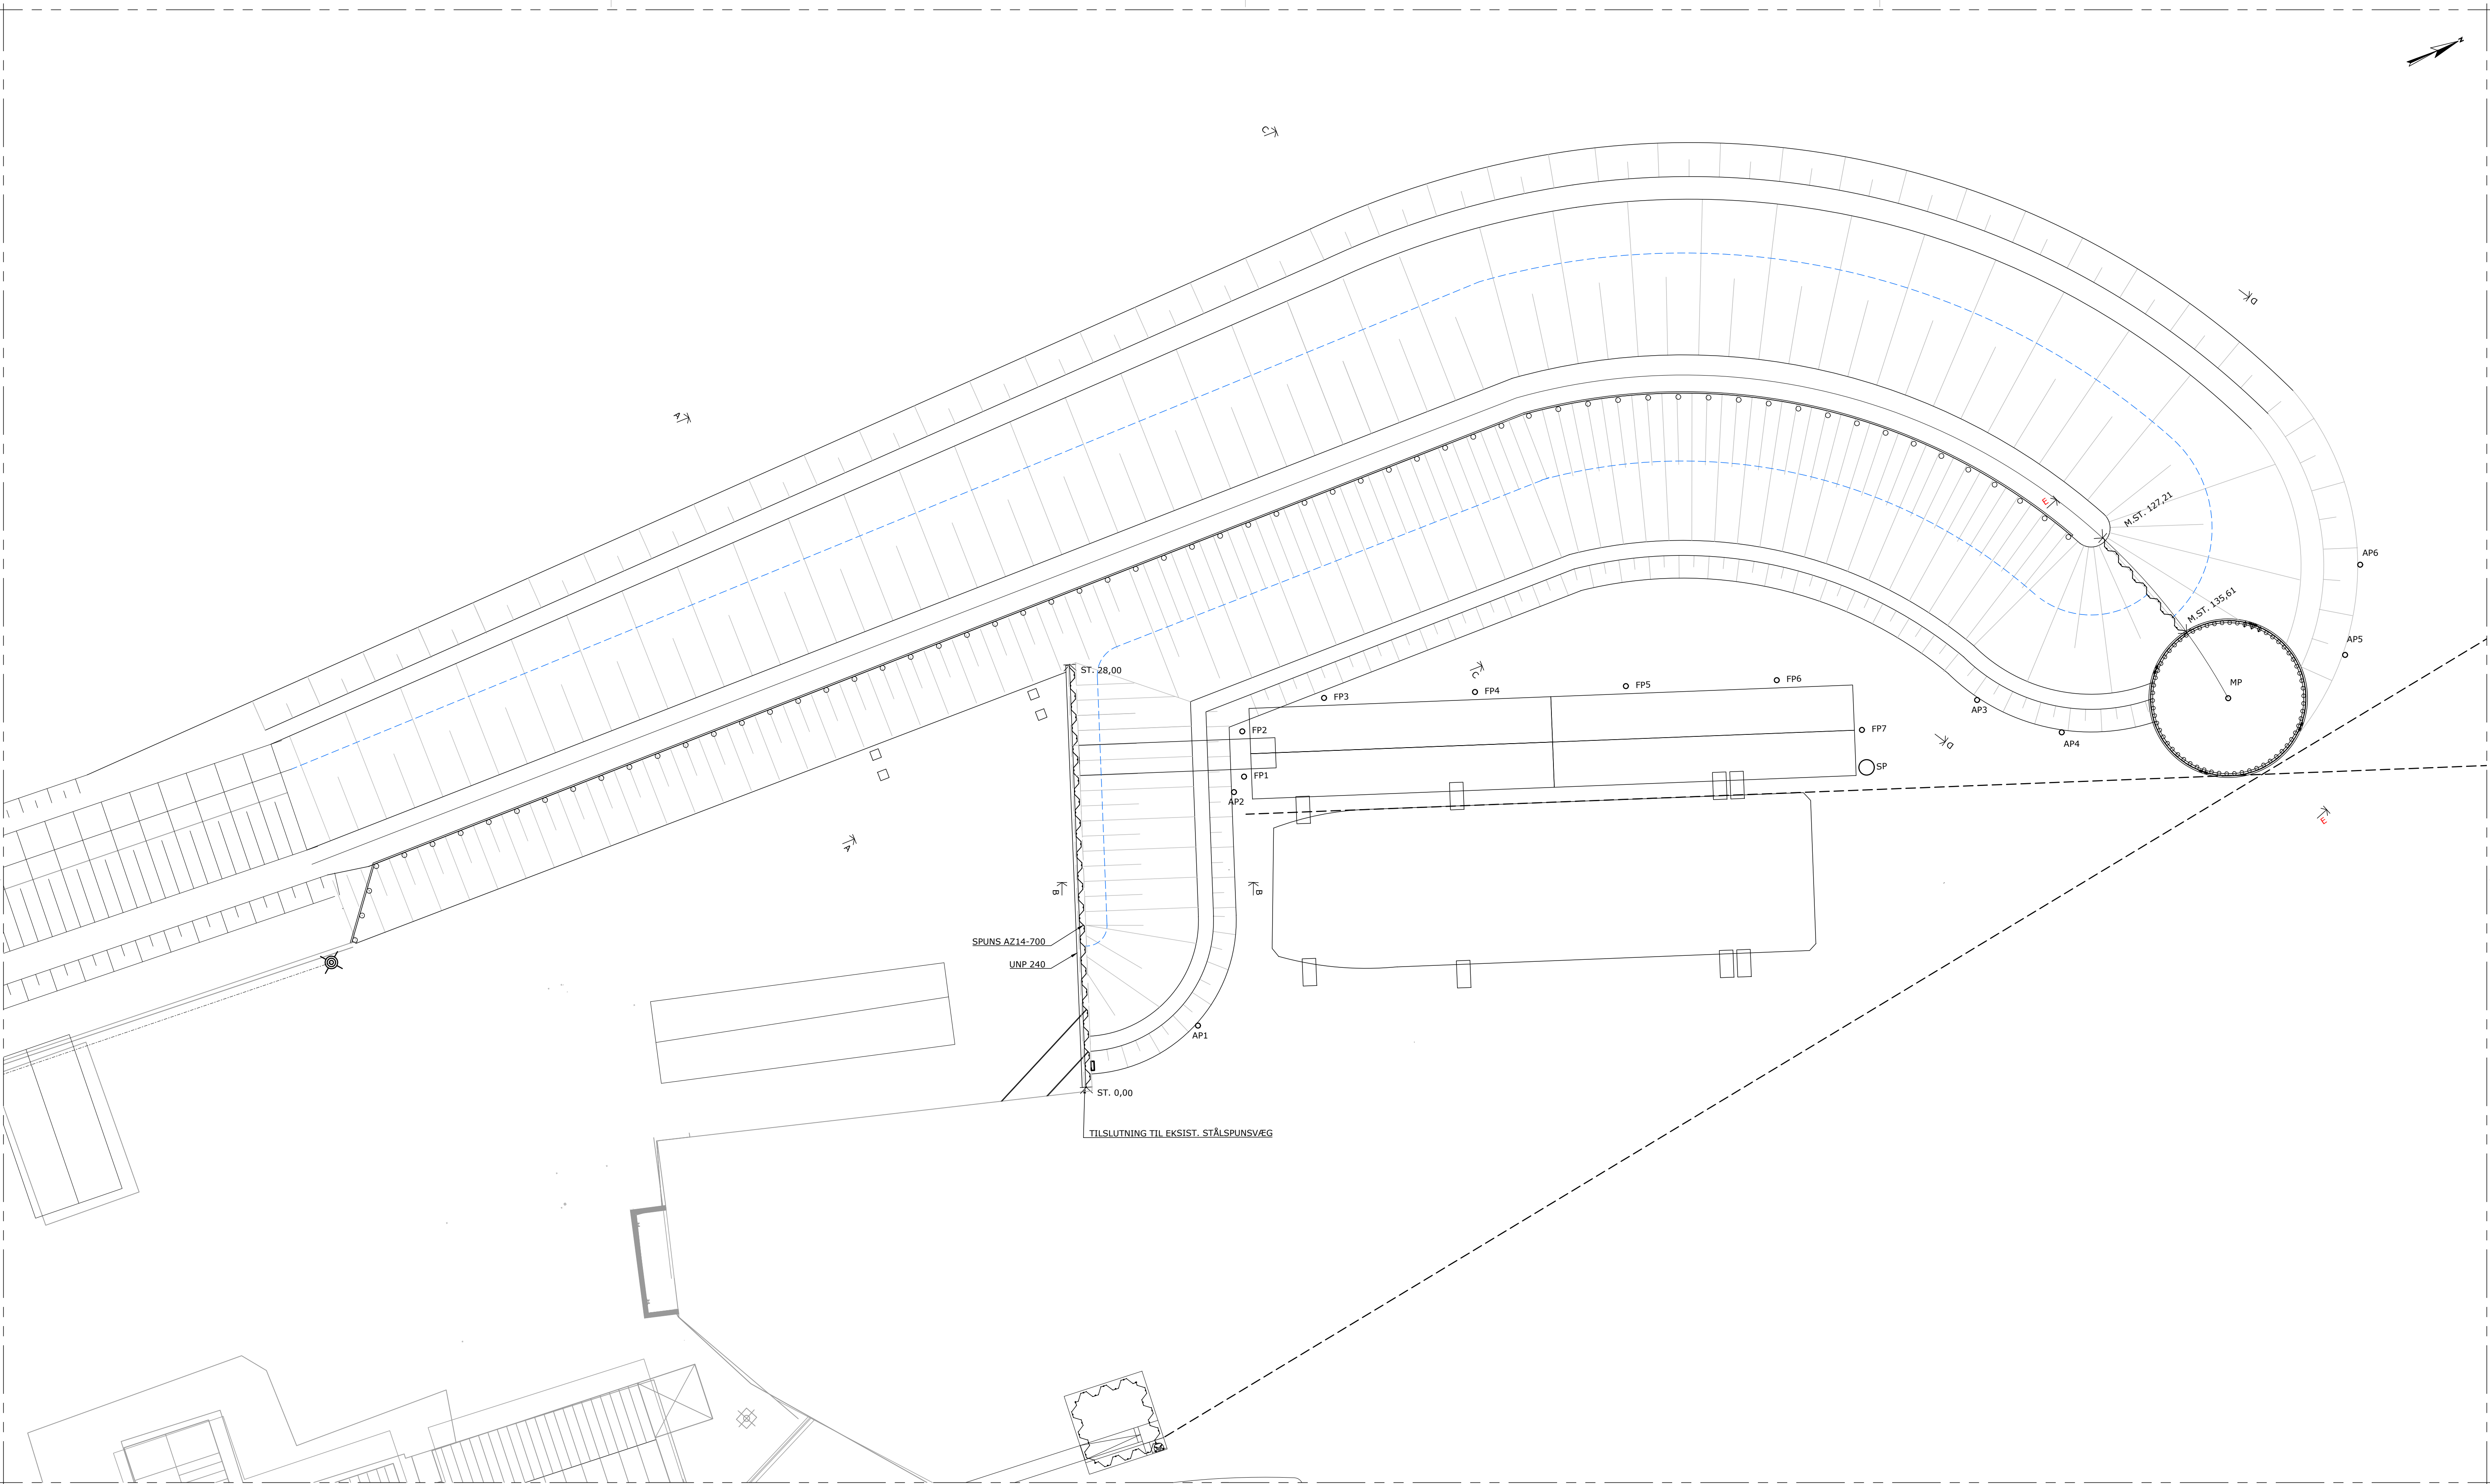 N
C
A
D
E
M.ST. 127,21
AP6
M.ST. 135,61
AP5
ST. 28,00
C
FP3
FP4
FP5
FP6
MP
AP3
FP2
FP7
AP4
D
SP
FP1
AP2
E
A
B
B
SPUNS AZ14-700
UNP 240
AP1
ST. 0,00
TILSLUTNING TIL EKSIST. STÅLSPUNSVÆG